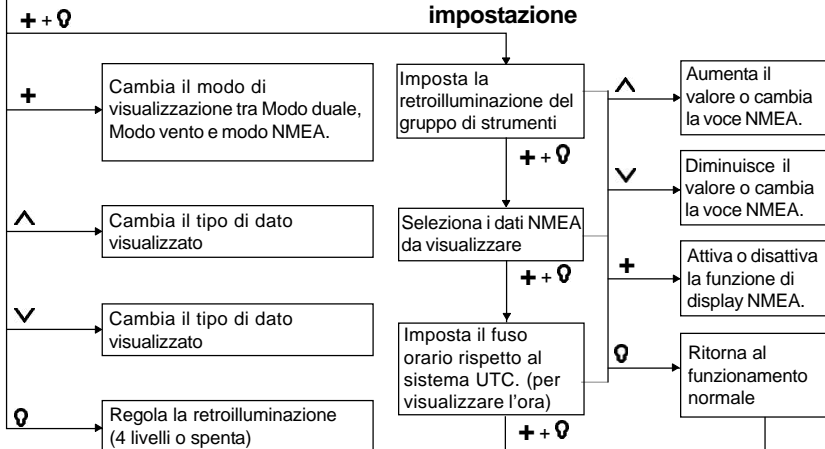 impostazione
+ + 
+
Cambia il modo di
visualizzazione tra Modo duale,
Modo vento e modo NMEA.
Cambia il tipo di dato
visualizzato
Cambia il tipo di dato
visualizzato
Regola la retroilluminazione
(4 livelli o spenta)
Imposta la
retroilluminazione del
gruppo di strumenti
+ +
Seleziona i dati NMEA
da visualizzare
+ +
Imposta il fuso
orario rispetto al
sistema UTC. (per
visualizzare l'ora)
+ +
Aumenta il
valore o cambia
la voce NMEA.
Diminuisce il
valore o cambia
la voce NMEA.
+
Attiva o disattiva
la funzione di
display NMEA.
Ritorna al
funzionamento
normale